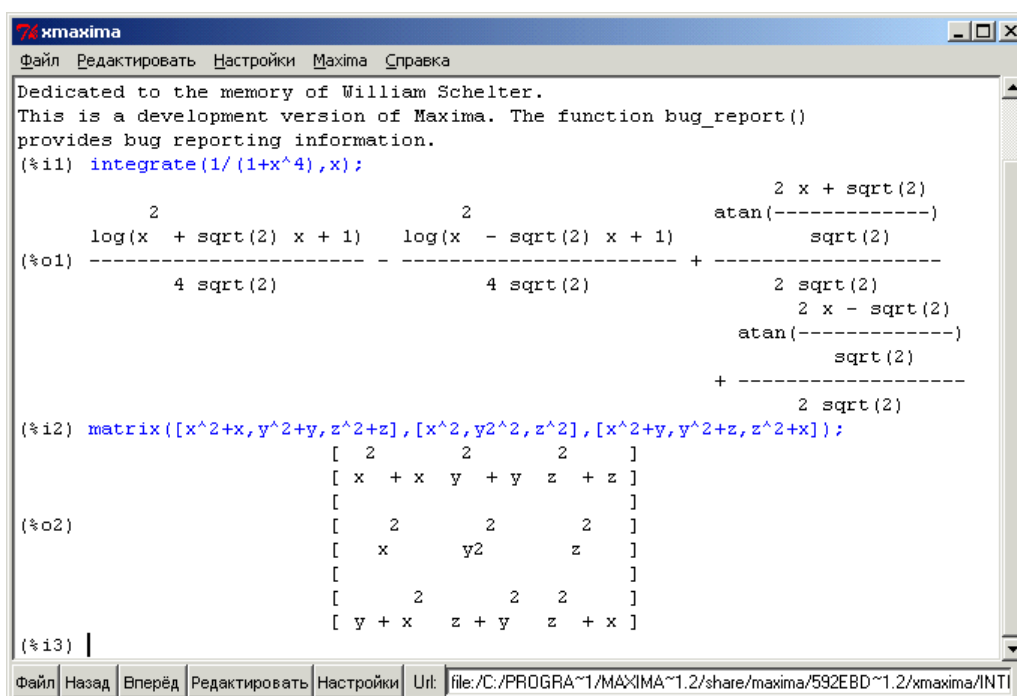 xmaxima
Файл Редактировать Настройки Maxima Справка
Dedicated to the memory of William Schelter.
This is a development version of Maxima. The function bug_report()
provides bug reporting information.
(%i1) integrate(1/(1+x^4),x);
2 x + sqrt(2)
2 2 atan(-------------)
log(x + sqrt(2) x + 1) log(x - sqrt(2) x + 1) sqrt(2)
(%o1) ----------------------- - ----------------------- + -------------------
4 sqrt(2) 4 sqrt(2) 2 sqrt(2)
2 x - sqrt(2)
atan(-------------)
sqrt(2)
+ -------------------
2 sqrt(2)
(%i2) matrix([x^2+x,y^2+y,z^2+z],[x^2,y2^2,z^2],[x^2+y,y^2+z,z^2+x]);
[ 2 2 2 ]
[ x + x y + y z + z ]
[ ]
(%o2) [ 2 2 2 ]
[ x y2 z ]
[ ]
[ 2 2 2 ]
[ y + x z + y z + x ]
(%i3)
Файл Назад Вперёд Редактировать Настройки Url: file:/C:/PROGRA~1/MAXIMA~1.2/share/maxima/592EBD~1.2/xmaxima/INTI